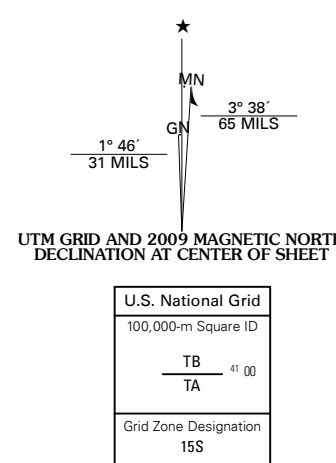 ★
MN
3° 38´
65 MILS
GN
1° 46´
31 MILS
UTM GRID AND 2009 MAGNETIC NORT
DECLINATION AT CENTER OF SHEET
U.S. National Grid
100,000-m Square ID
TB
TA
41 00
Grid Zone Designation
15S